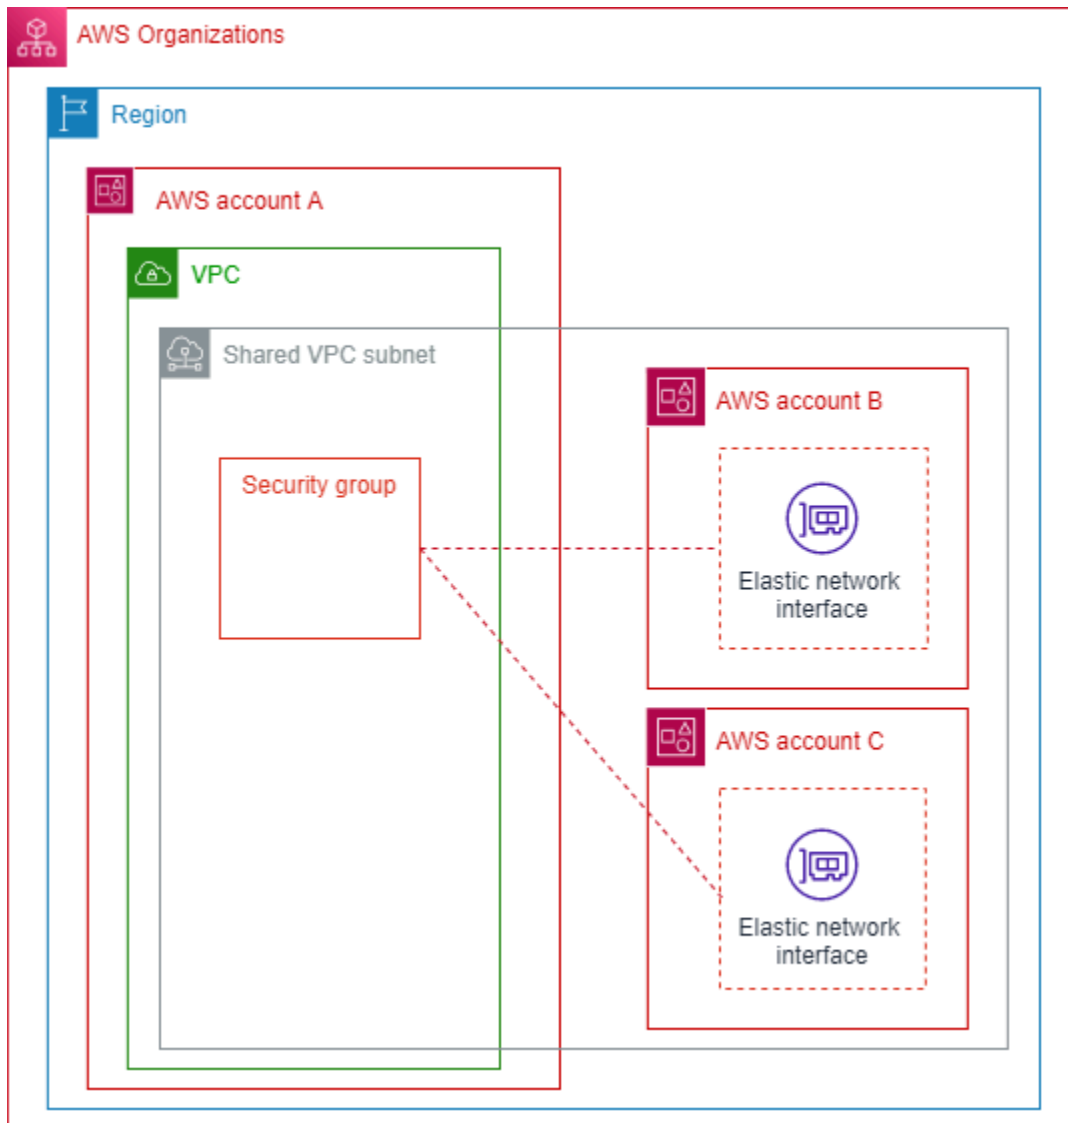 AWS Organizations
Region
AWS account A
VPC
Shared VPC subnet
Security group
AWS account B
Elastic network
interface
AWS account C
Elastic network
interface